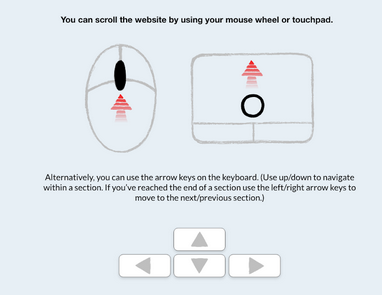 You can scroll the website by using your mouse wheel or touchpad.
Alternatively, you can use the arrow keys on the keyboard. (Use up/down to navigate
within a section. If you've reached the end of a section use the left/right arrow keys to
move to the next/previous section.)